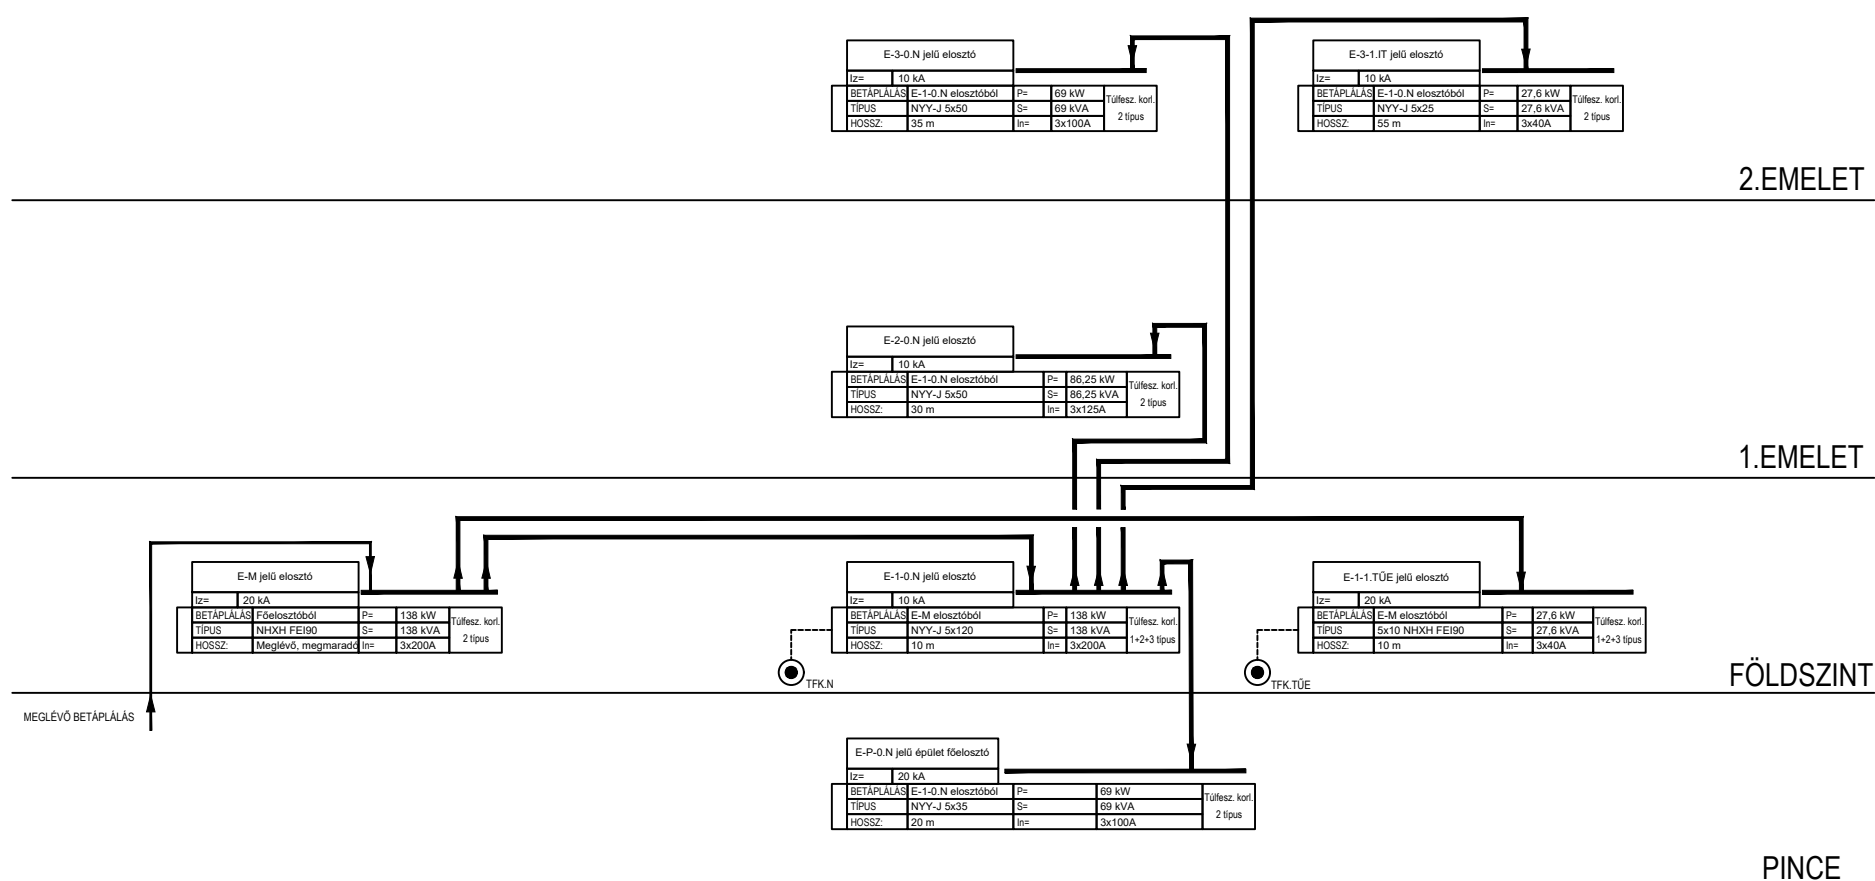 E-3-0.N jelű elosztó
Iz= 10 kA
BETÁPLÁLÁS E-1-0.N elosztóból P= 69 kW Túlfesz. korl.
TÍPUS NYY-J 5x50 S= 69 kVA 2 típus
HOSSZ: 35 m In= 3x100A
E-3-1.IT jelű elosztó
Iz= 10 kA
BETÁPLÁLÁS E-1-0.N elosztóból P= 27,6 kW Túlfesz. korl.
TÍPUS NYY-J 5x25 S= 27,6 kVA 2 típus
HOSSZ: 55 m In= 3x40A
2.EMELET
E-2-0.N jelű elosztó
Iz= 10 kA
BETÁPLÁLÁS E-1-0.N elosztóból P= 86,25 kW Túlfesz. korl.
TÍPUS NYY-J 5x50 S= 86,25 kVA 2 típus
HOSSZ: 30 m In= 3x125A
1.EMELET
E-M jelű elosztó
Iz= 20 kA
BETÁPLÁLÁS Főelosztóból P= 138 kW Túlfesz. korl.
TÍPUS NHXH FEI90 S= 138 kVA 2 típus
HOSSZ: Meglévő, megmaradó In= 3x200A
E-1-0.N jelű elosztó
Iz= 10 kA
BETÁPLÁLÁS E-M elosztóból P= 138 kW Túlfesz. korl.
TÍPUS NYY-J 5x120 S= 138 kVA 1+2+3 típus
HOSSZ: 10 m In= 3x200A
TFK.N
E-1-1.TŰE jelű elosztó
Iz= 20 kA
BETÁPLÁLÁS E-M elosztóból P= 27,6 kW Túlfesz. korl.
TÍPUS 5x10 NHXH FEI90 S= 27,6 kVA 1+2+3 típus
HOSSZ: 10 m In= 3x40A
TFK.TŰE
FÖLDSZINT
MEGLÉVŐ BETÁPLÁLÁS
E-P-0.N jelű épület főelosztó
Iz= 20 kA
BETÁPLÁLÁS E-1-0.N elosztóból P= 69 kW Túlfesz. korl.
TÍPUS NYY-J 5x35 S= 69 kVA 2 típus
HOSSZ: 20 m In= 3x100A
PINCE